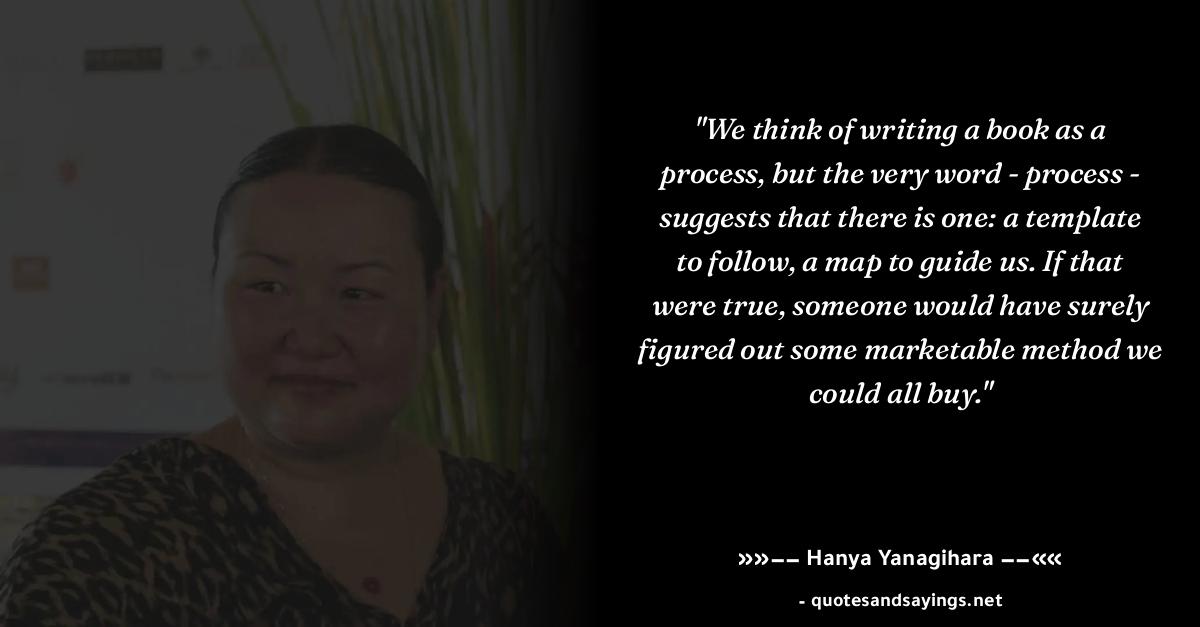 "We think of writing a book as a
process, but the very word - process -
suggests that there is one: a template
to follow, a map to guide us. If that
were true, someone would have surely
figured out some marketable method we
could all buy."
»»—— Hanya Yanagihara ——««
- quotesandsayings.net